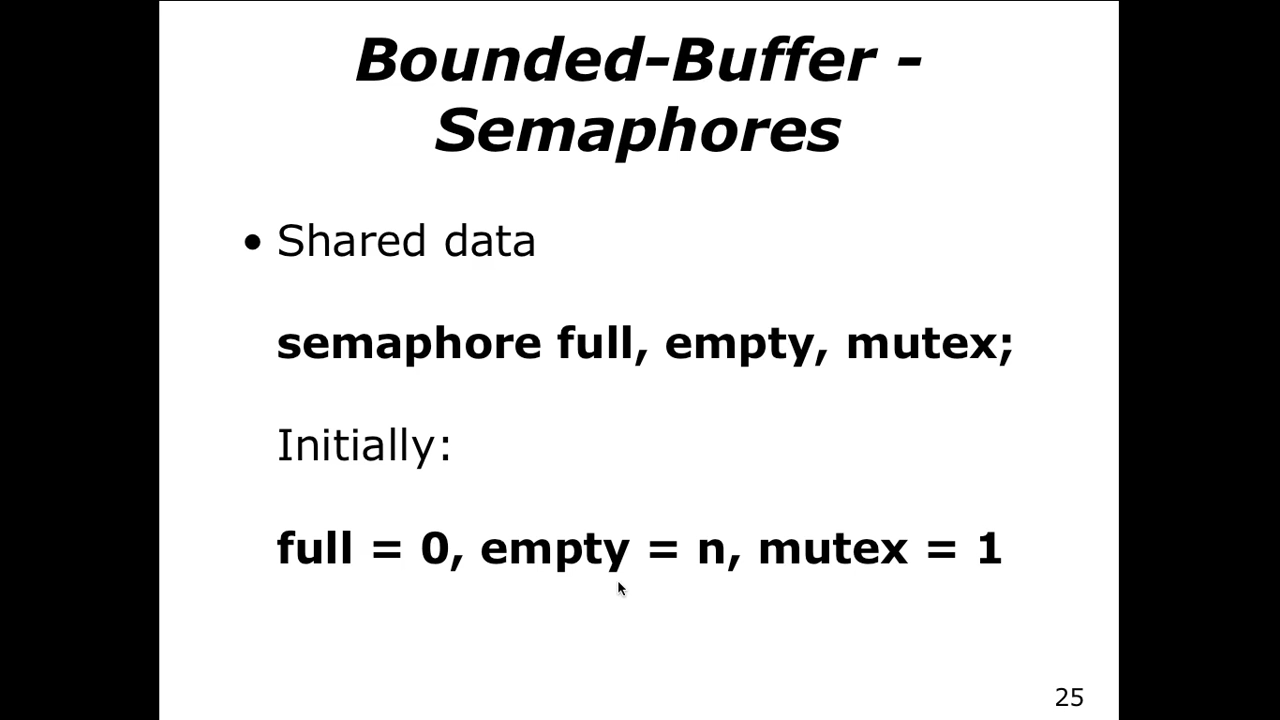 Bounded-Buffer -
Semaphores
• Shared data
semaphore full, empty, mutex;
Initially:
full = 0, empty = n, mutex = 1
25